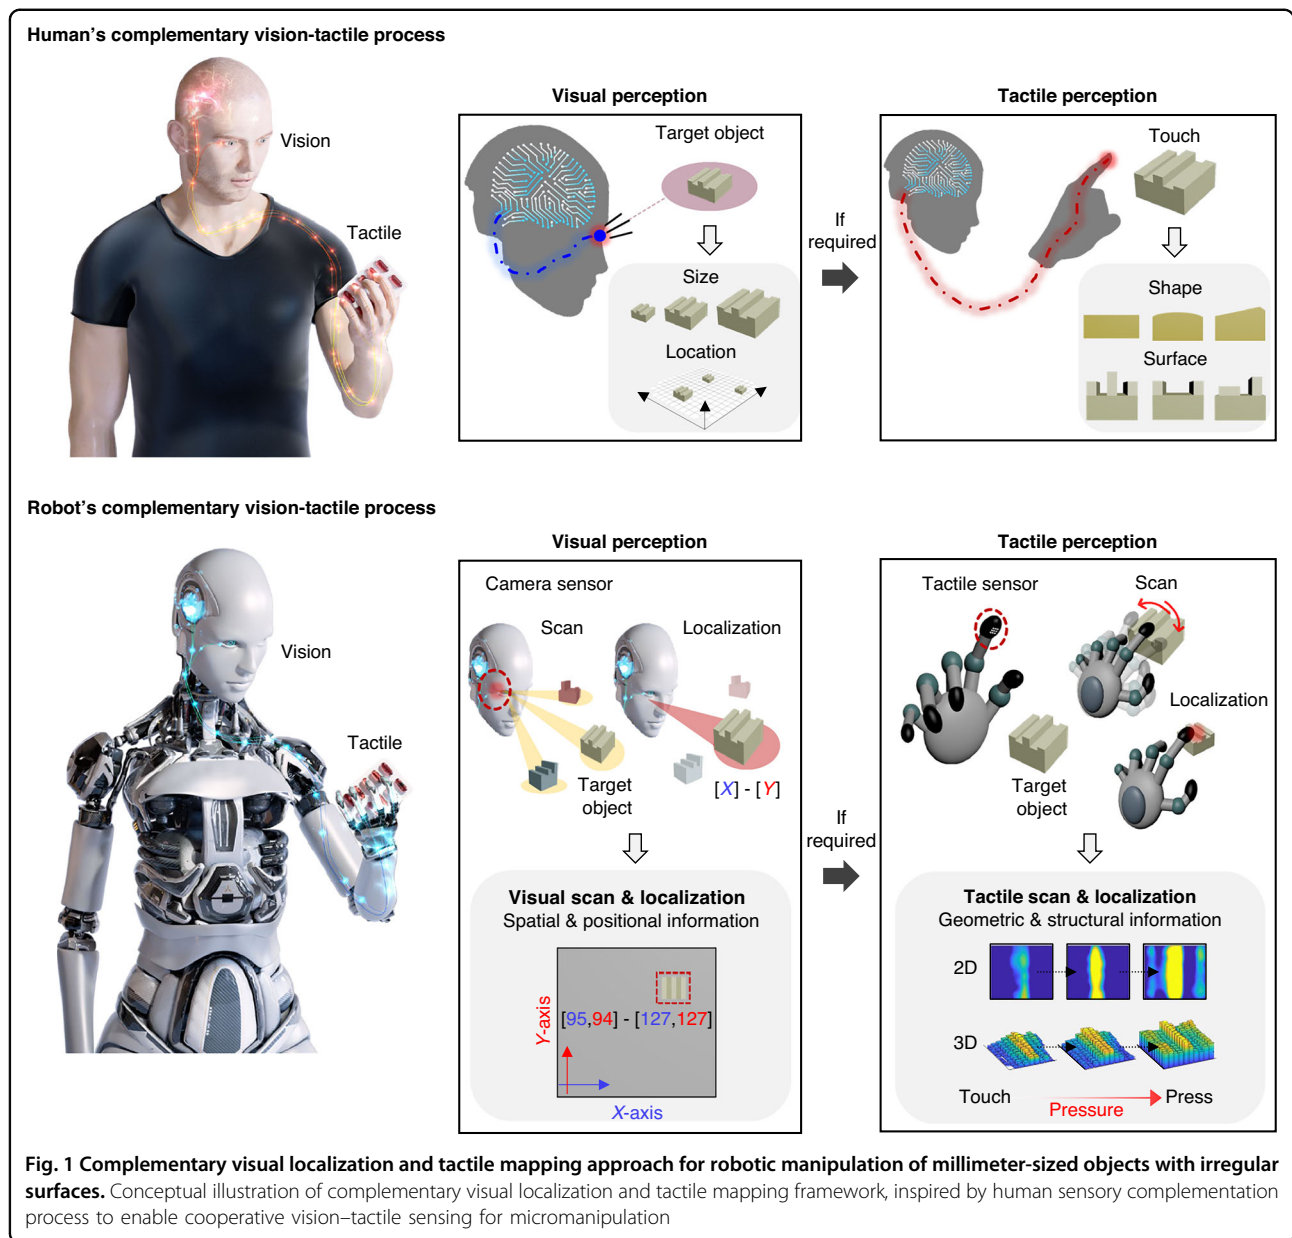 Human's complementary vision-tactile process
Vision
Tactile
Visual perception
Target object
Size
Location
If
required
Tactile perception
Touch
Shape
Surface
Robot's complementary vision-tactile process
Vision
Tactile
Visual perception
Camera sensor
Scan
Localization
Target
object
[X] - [Y]
Visual scan & localization
Spatial & positional information
Y-axis
[95,94] - [127,127]
X-axis
If
required
Tactile perception
Tactile sensor
Scan
Localization
Target
object
Tactile scan & localization
Geometric & structural information
2D
3D
Touch
Pressure
Press
Fig. 1 Complementary visual localization and tactile mapping approach for robotic manipulation of millimeter-sized objects with irregular
surfaces. Conceptual illustration of complementary visual localization and tactile mapping framework, inspired by human sensory complementation
process to enable cooperative vision–tactile sensing for micromanipulation